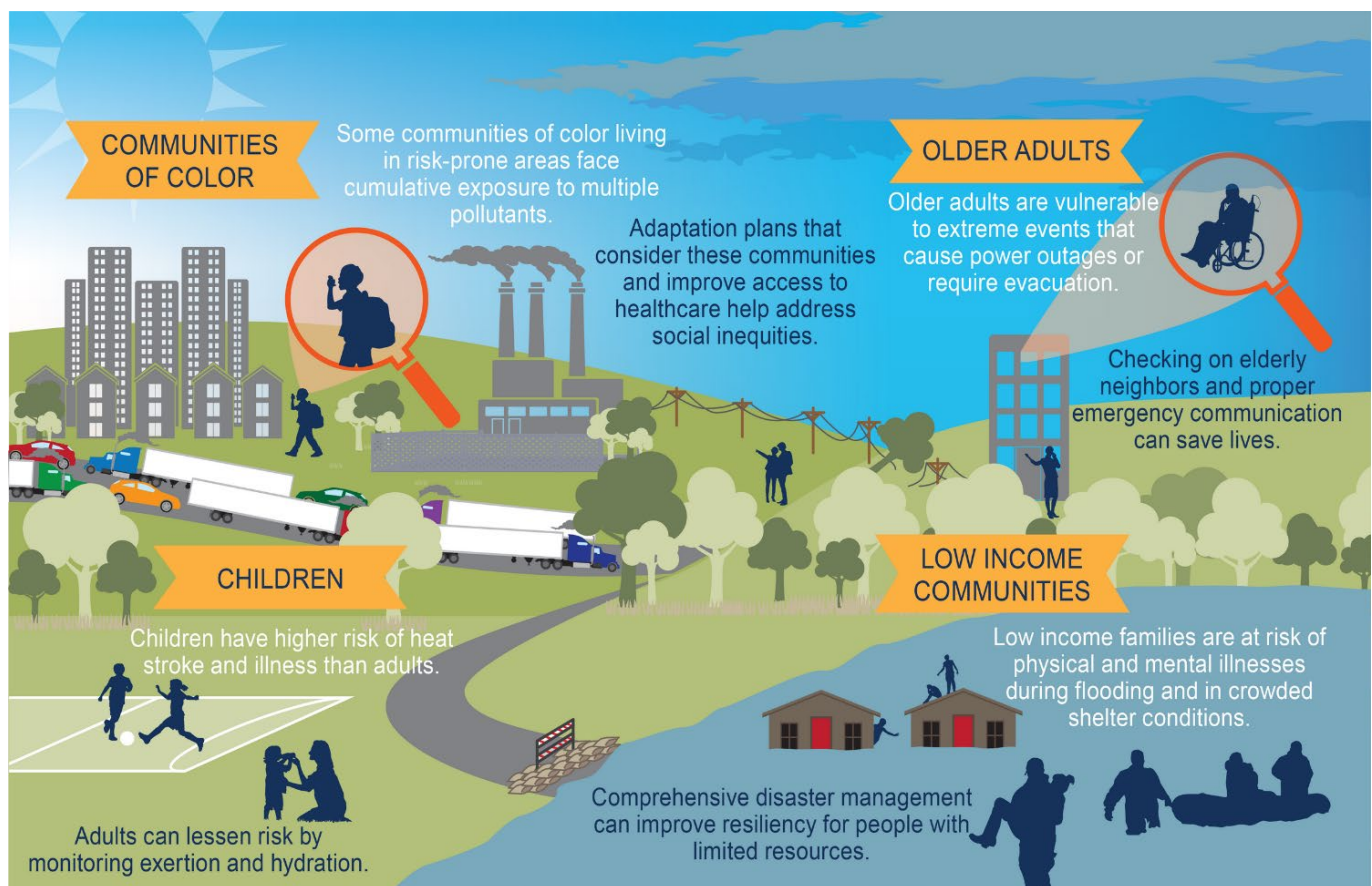 COMMUNITIES
OF COLOR
Some communities of color living
in risk-prone areas face
cumulative exposure to multiple
pollutants.
Adaptation plans that
consider these communities
and improve access to
healthcare help address
social inequities.
OLDER ADULTS
Older adults are vulnerable
to extreme events that
cause power outages or
require evacuation.
Checking on elderly
neighbors and proper
emergency communication
can save lives.
CHILDREN
Children have higher risk of heat
stroke and illness than adults.
Adults can lessen risk by
monitoring exertion and hydration.
LOW INCOME
COMMUNITIES
Low income families are at risk of
physical and mental illnesses
during flooding and in crowded
shelter conditions.
Comprehensive disaster management
can improve resiliency for people with
limited resources.